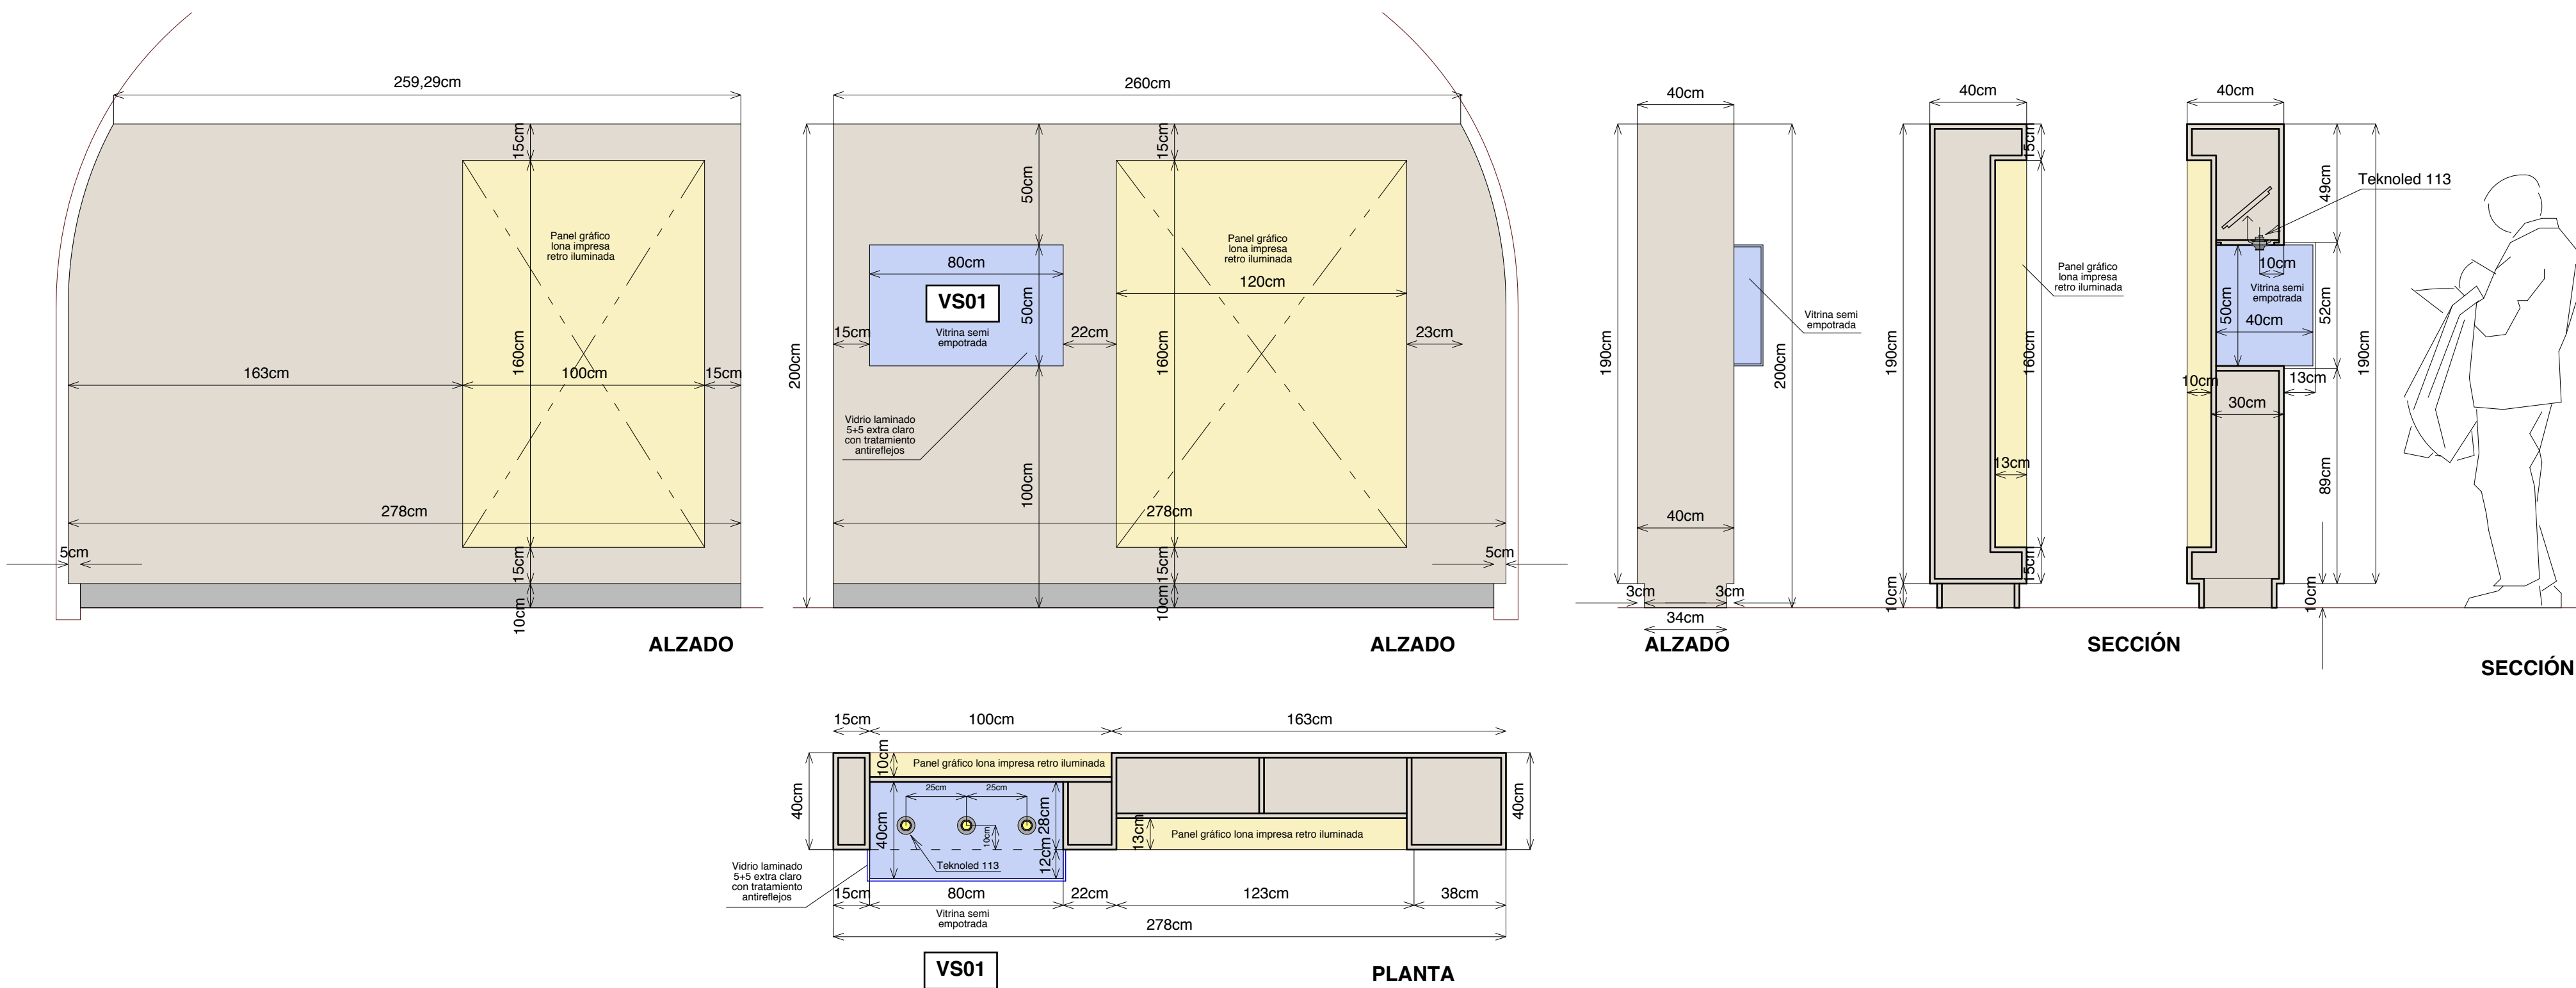 259,29cm
15cm
Panel gráfico
lona impresa
retro iluminada
160cm
163cm
100cm
15cm
278cm
5cm
15cm
10cm
ALZADO
260cm
200cm
50cm
15cm
Panel gráfico
lona impresa
retro iluminada
80cm
VS01
50cm
Vitrina semi
empotrada
120cm
15cm
22cm
23cm
160cm
Vidrio laminado
5+5 extra claro
con tratamiento
antireflejos
100cm
278cm
5cm
15cm
10cm
ALZADO
40cm
190cm
200cm
Vitrina semi
empotrada
40cm
3cm
3cm
34cm
ALZADO
40cm
15cm
Panel gráfico
lona impresa
retro iluminada
190cm
160cm
13cm
15cm
10cm
SECCIÓN
40cm
49cm
Teknoled 113
10cm
Vitrina semi
empotrada
50cm
40cm
52cm
190cm
10cm
13cm
30cm
89cm
10cm
SECCIÓN
15cm
100cm
163cm
10cm
Panel gráfico lona impresa retro iluminada
40cm
25cm
25cm
40cm
10cm
28cm
12cm
Teknoled 113
13cm
Panel gráfico lona impresa retro iluminada
40cm
Vidrio laminado
5+5 extra claro
con tratamiento
antireflejos
15cm
80cm
22cm
123cm
38cm
Vitrina semi
empotrada
278cm
VS01
PLANTA